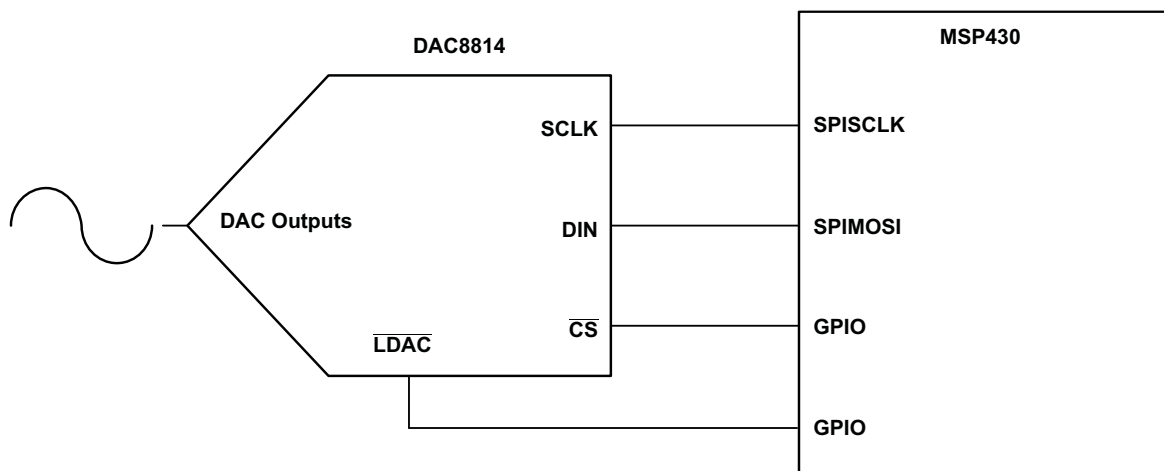 DAC8814
MSP430
SCLK
SPISCLK
DAC Outputs
DIN
SPIMOSI
LDAC
CS
GPIO
GPIO